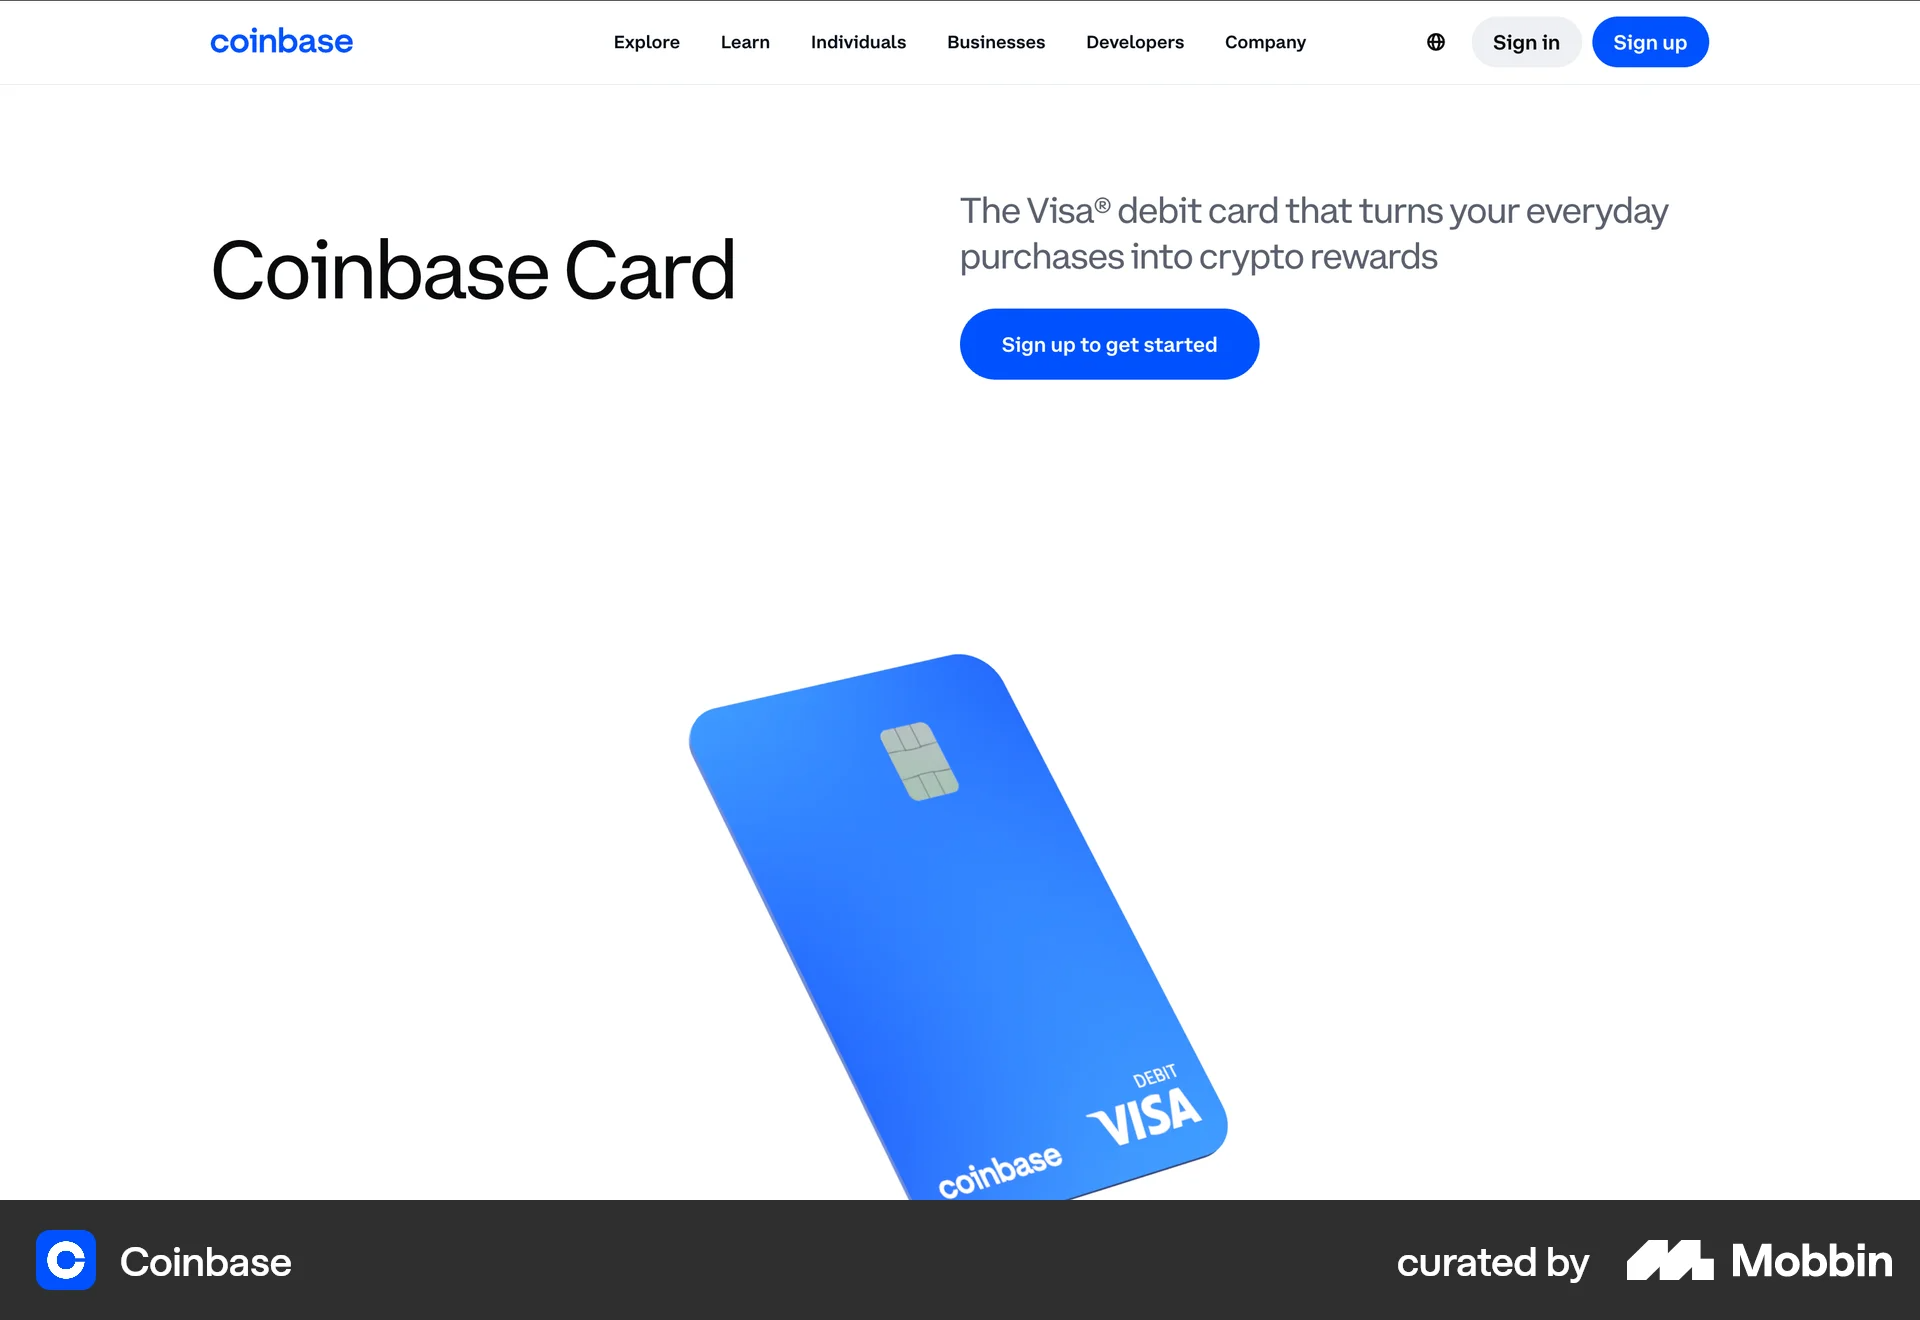 coinbase
Explore Learn Individuals Businesses Developers Company
Sign in
Sign up
Coinbase Card
The Visa® debit card that turns your everyday
purchases into crypto rewards
Sign up to get started
DEBIT
VISA
coinbase
Coinbase
curated by Mobbin